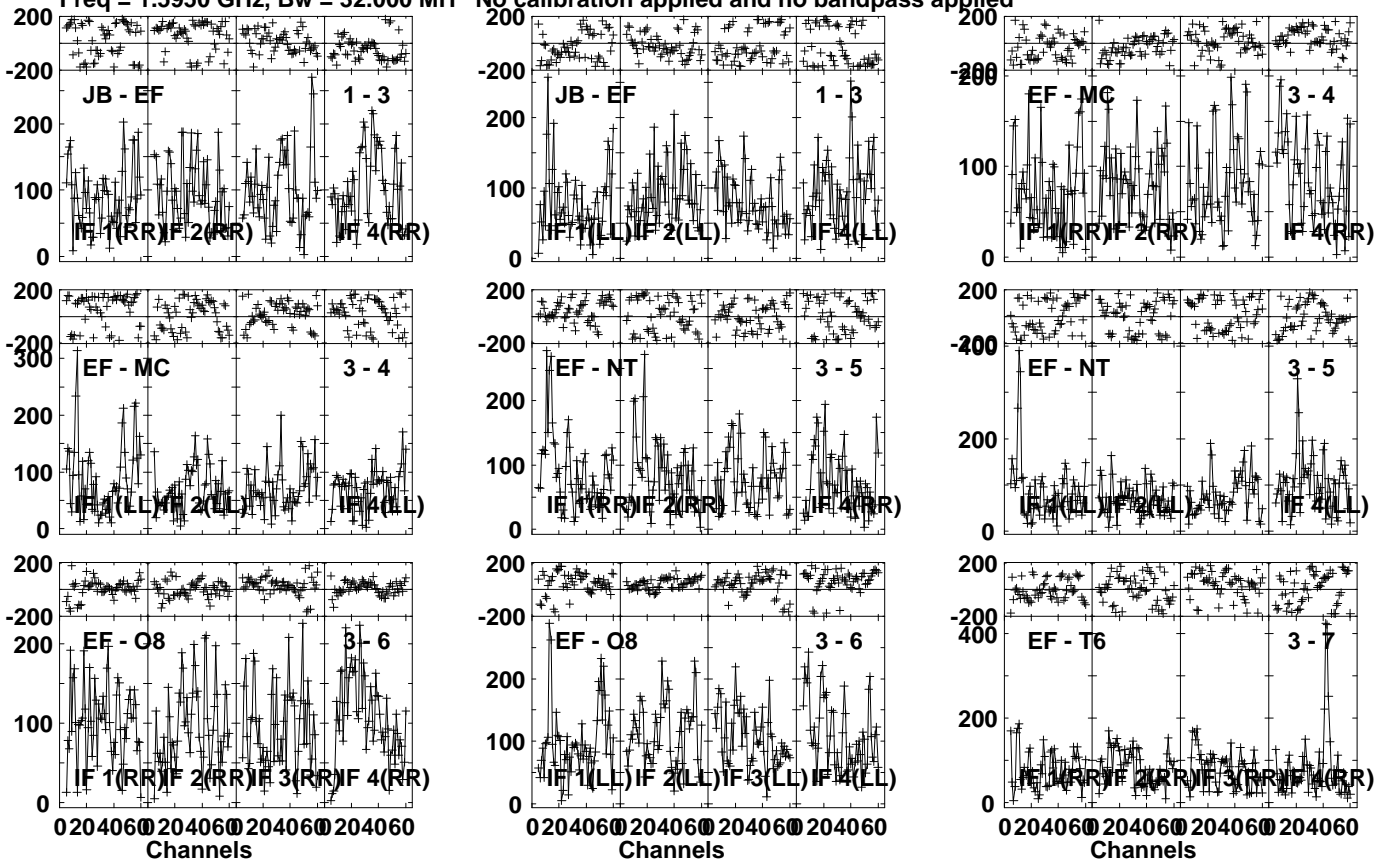 Freq = 1.5950 GHz, Bw = 32.000 MH No calibration applied and no bandpass applied
200
-200
JB - EF 1 - 3
200
100
0
IF 1(RR) IF 2(RR) IF 4(RR)
200
-200
JB - EF 1 - 3
200
100
0
IF 1(LL) IF 2(LL) IF 4(LL)
200
-200
200
EF - MC 3 - 4
100
0
IF 1(RR) IF 2(RR) IF 4(RR)
200
-200
300
EF - MC 3 - 4
200
100
0
IF 1(LL) IF 2(LL) IF 4(LL)
200
-200
EF - NT 3 - 5
200
100
0
IF 1(RR) IF 2(RR) IF 4(RR)
200
-200
400
EF - NT 3 - 5
200
0
IF 1(LL) IF 2(LL) IF 4(LL)
200
-200
200
EF - O8 3 - 6
100
0
IF 1(RR) IF 2(RR) IF 3(RR) IF 4(RR)
0 20 40 60 0 20 40 60 0 20 40 60 0 20 40 60
Channels
200
-200
EF - O8 3 - 6
200
100
0
IF 1(LL) IF 2(LL) IF 3(LL) IF 4(LL)
0 20 40 60 0 20 40 60 0 20 40 60 0 20 40 60
Channels
200
-200
400
EF - T6 3 - 7
200
0
IF 1(RR) IF 2(RR) IF 3(RR) IF 4(RR)
0 20 40 60 0 20 40 60 0 20 40 60 0 20 40 60
Channels